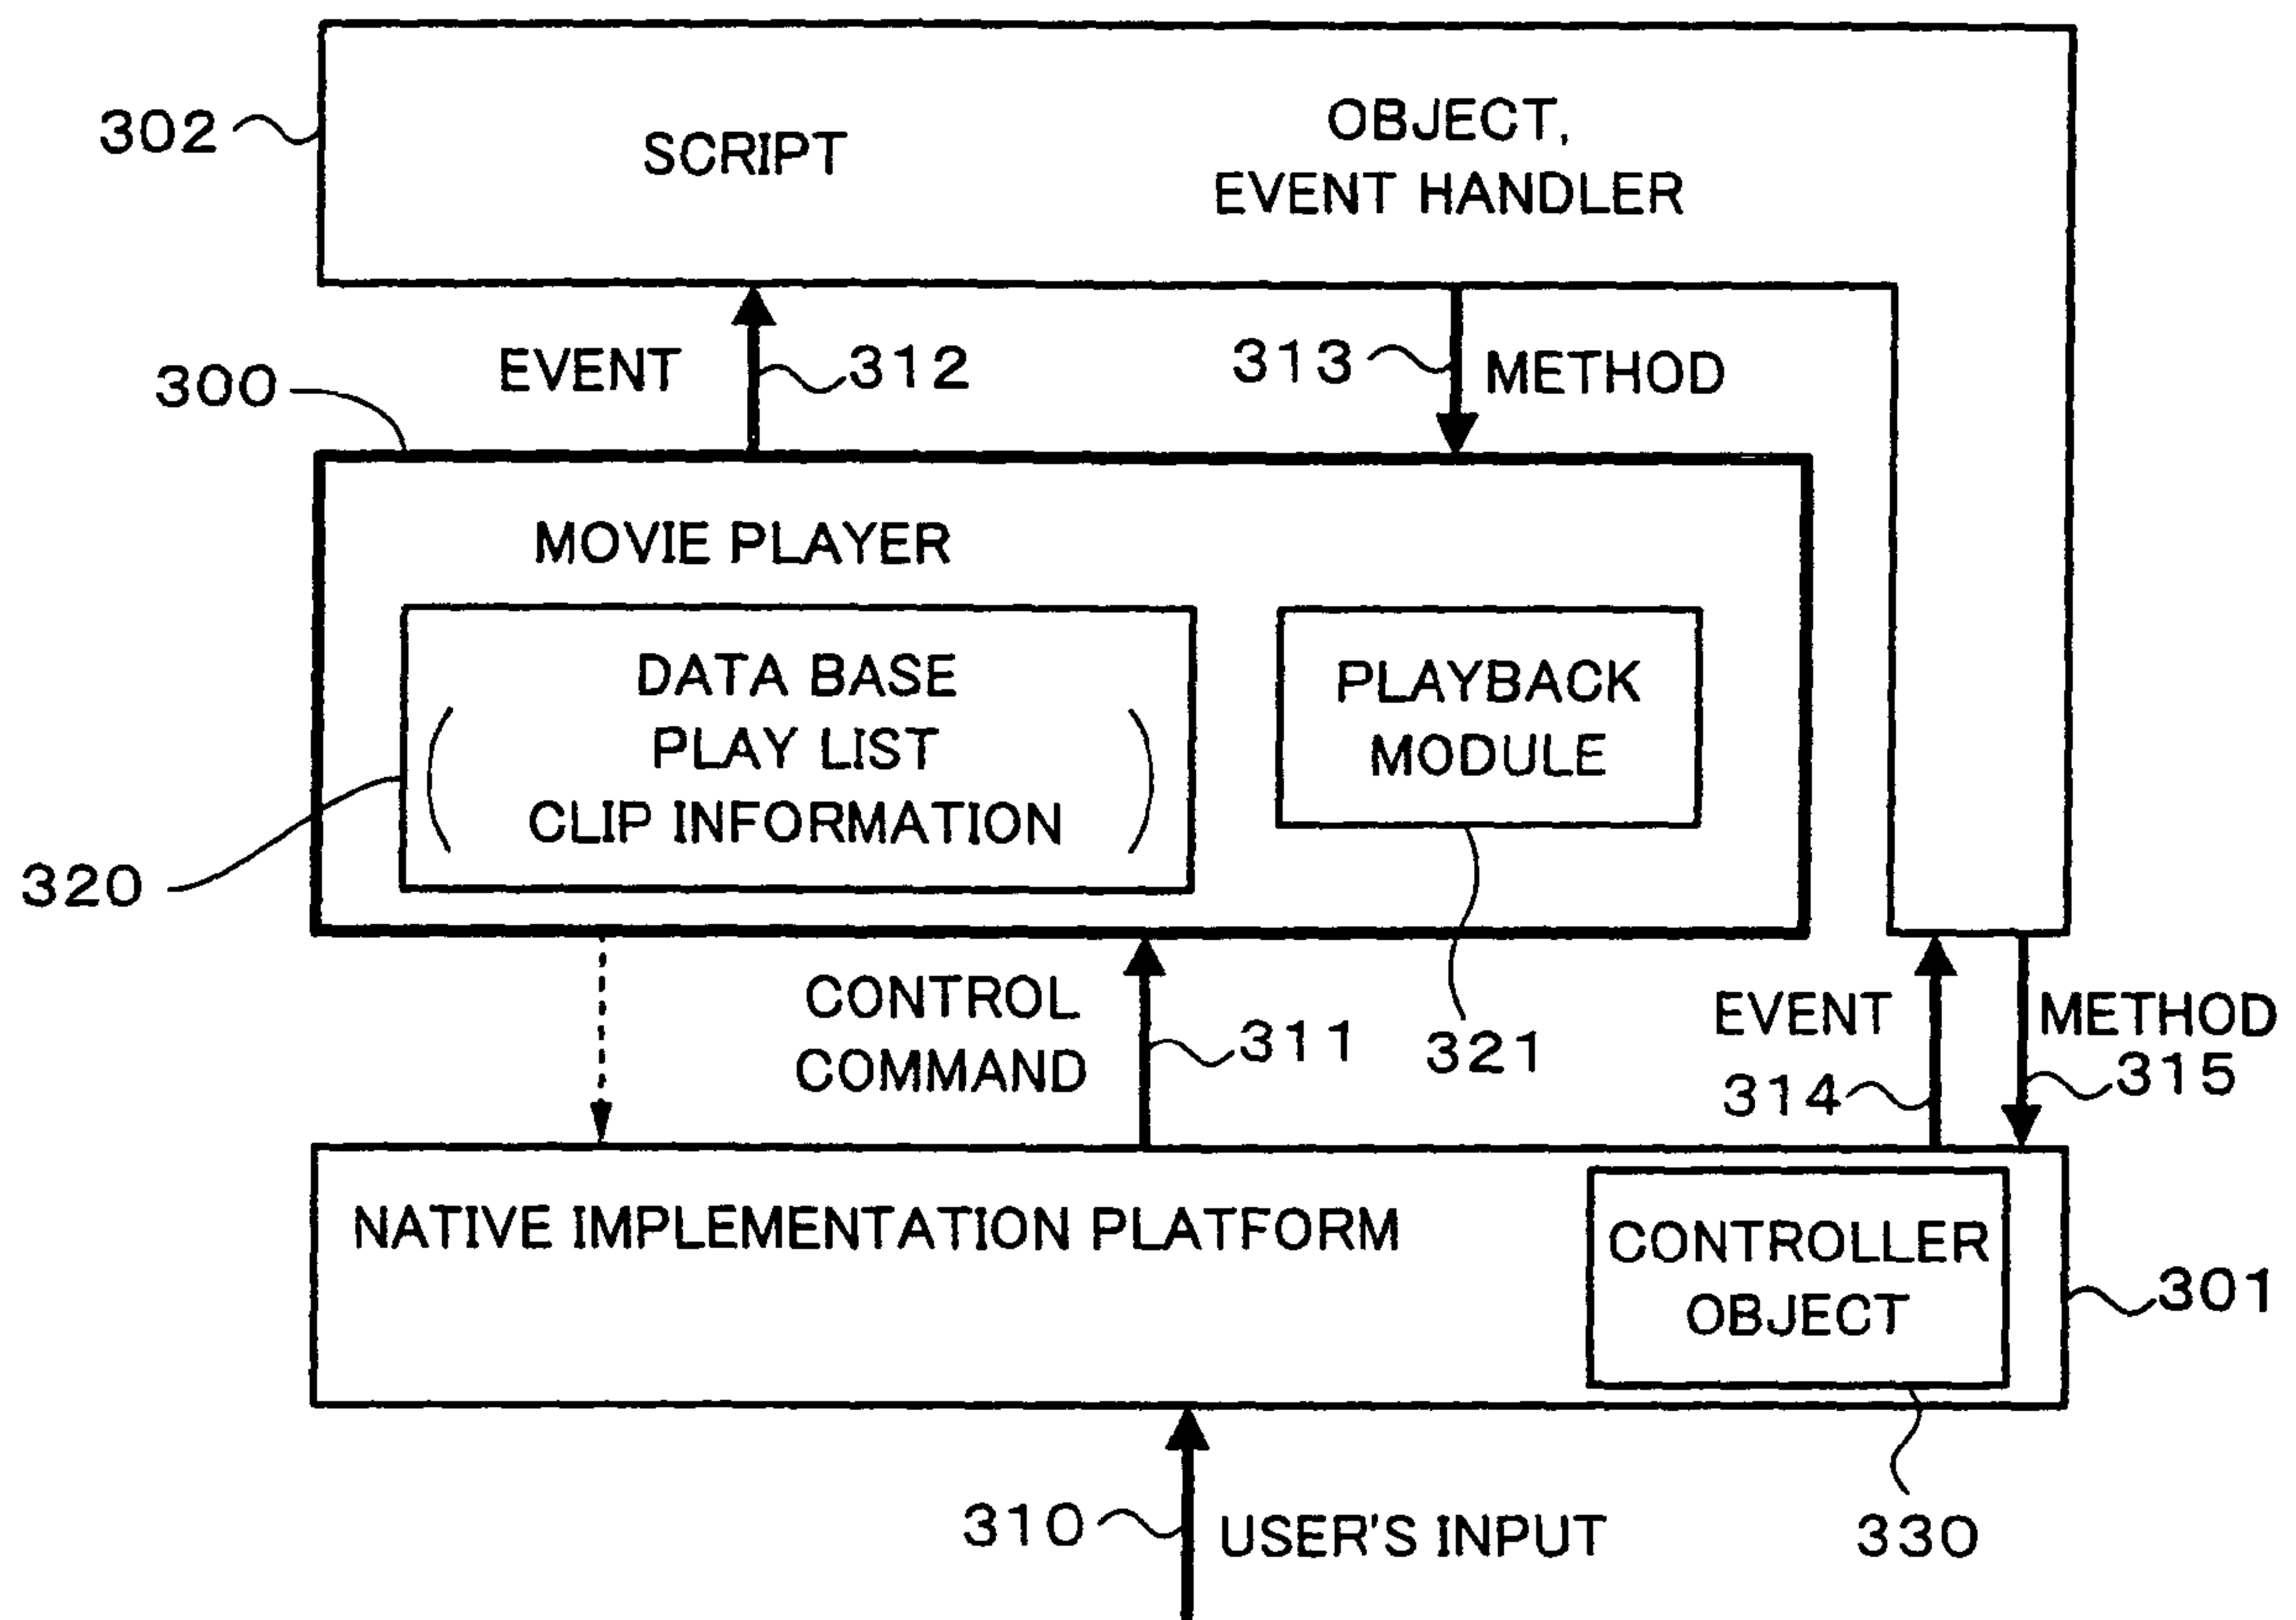 302
SCRIPT
OBJECT,
EVENT HANDLER
300
EVENT
312
313
METHOD
MOVIE PLAYER
DATA BASE
PLAY LIST
CLIP INFORMATION
PLAYBACK
MODULE
320
CONTROL
COMMAND
311
321
EVENT
314
METHOD
315
NATIVE IMPLEMENTATION PLATFORM
CONTROLLER
OBJECT
301
310
USER'S INPUT
330